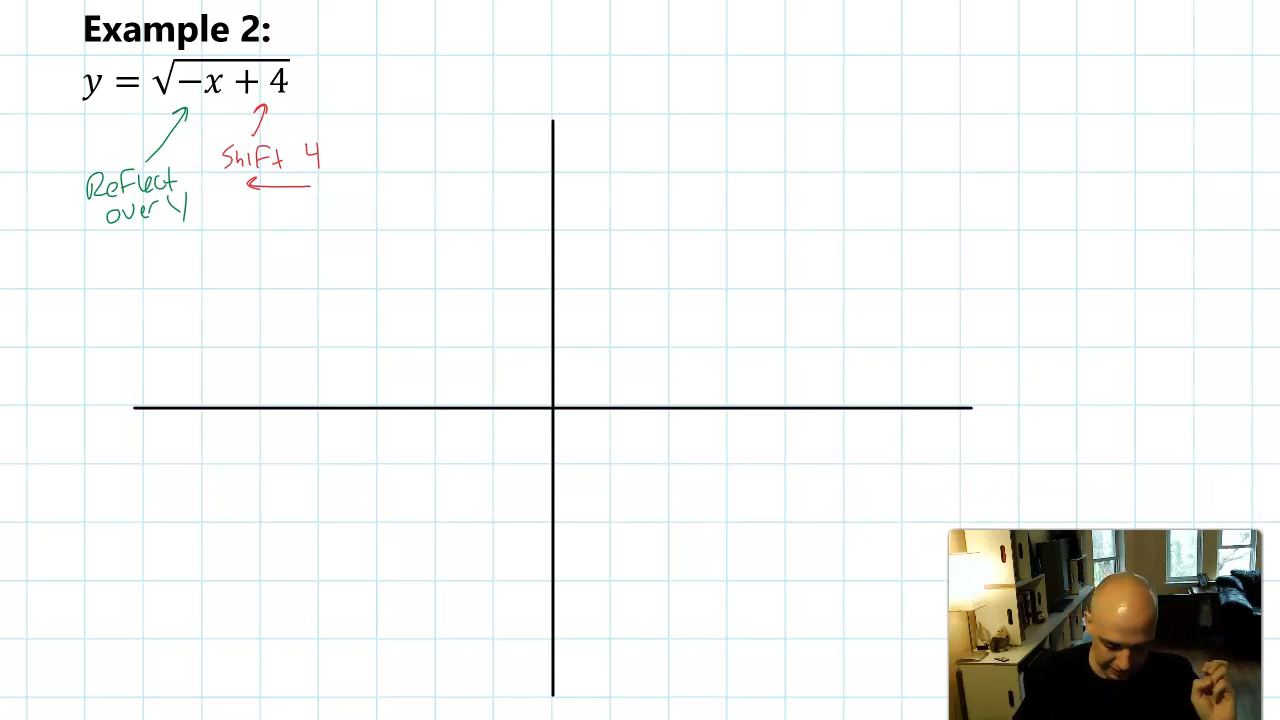 Example 2:
y = √(−x + 4)
Shift 4
Reflect
over y